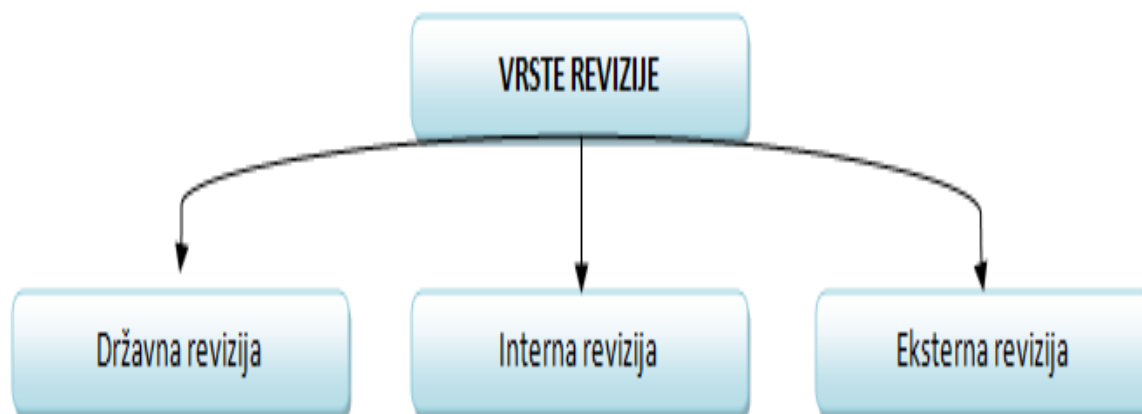 VRSTE REVIZIJE
Državna revizija
Interna revizija
Eksterna revizija